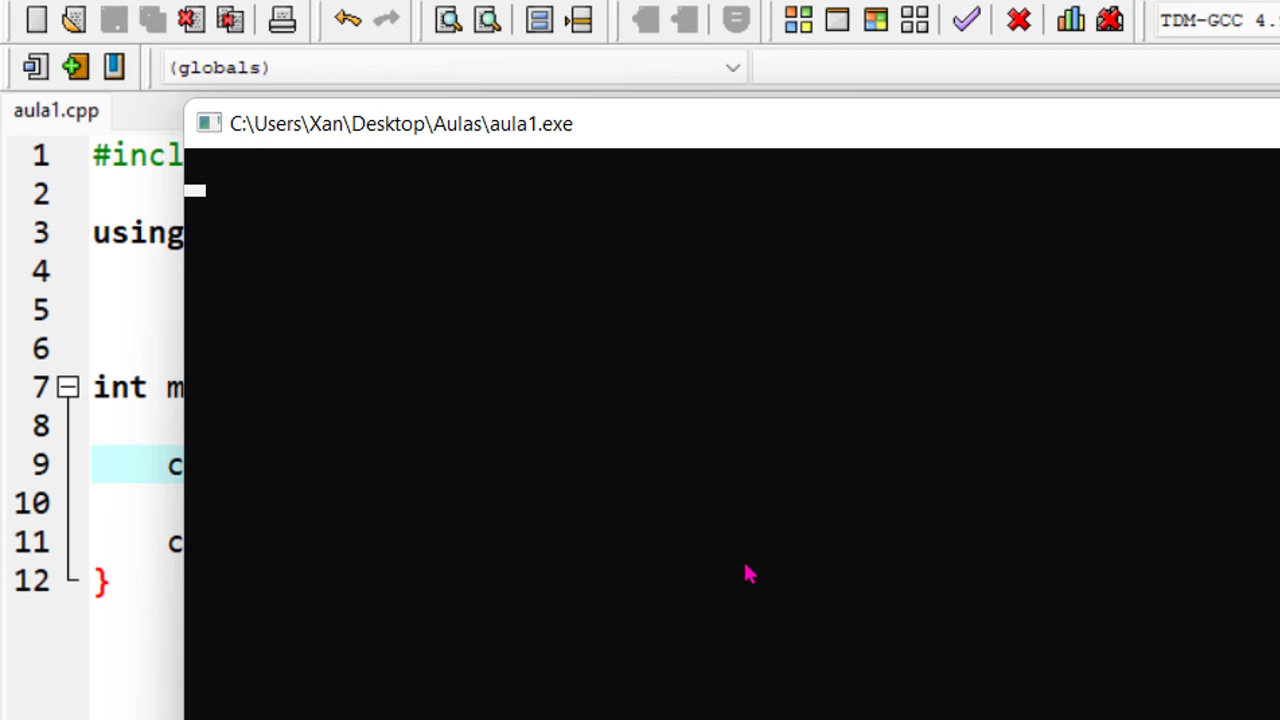 TDM-GCC 4.
(globals)
aula1.cpp
C:\Users\Xan\Desktop\Aulas\aula1.exe
1 #incl
2
3 using
4
5
6
7 int m
8
9 c
10
11 c
12 }